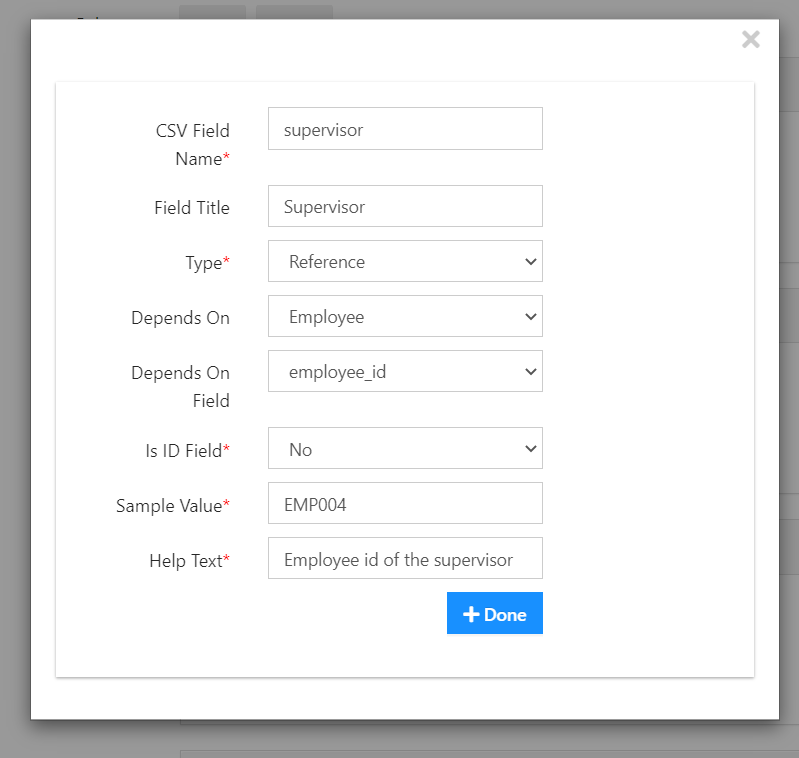 CSV Field
Name*
supervisor
Field Title
Supervisor
Type*
Reference
Depends On
Employee
Depends On
Field
employee_id
Is ID Field*
No
Sample Value*
EMP004
Help Text*
Employee id of the supervisor
Done